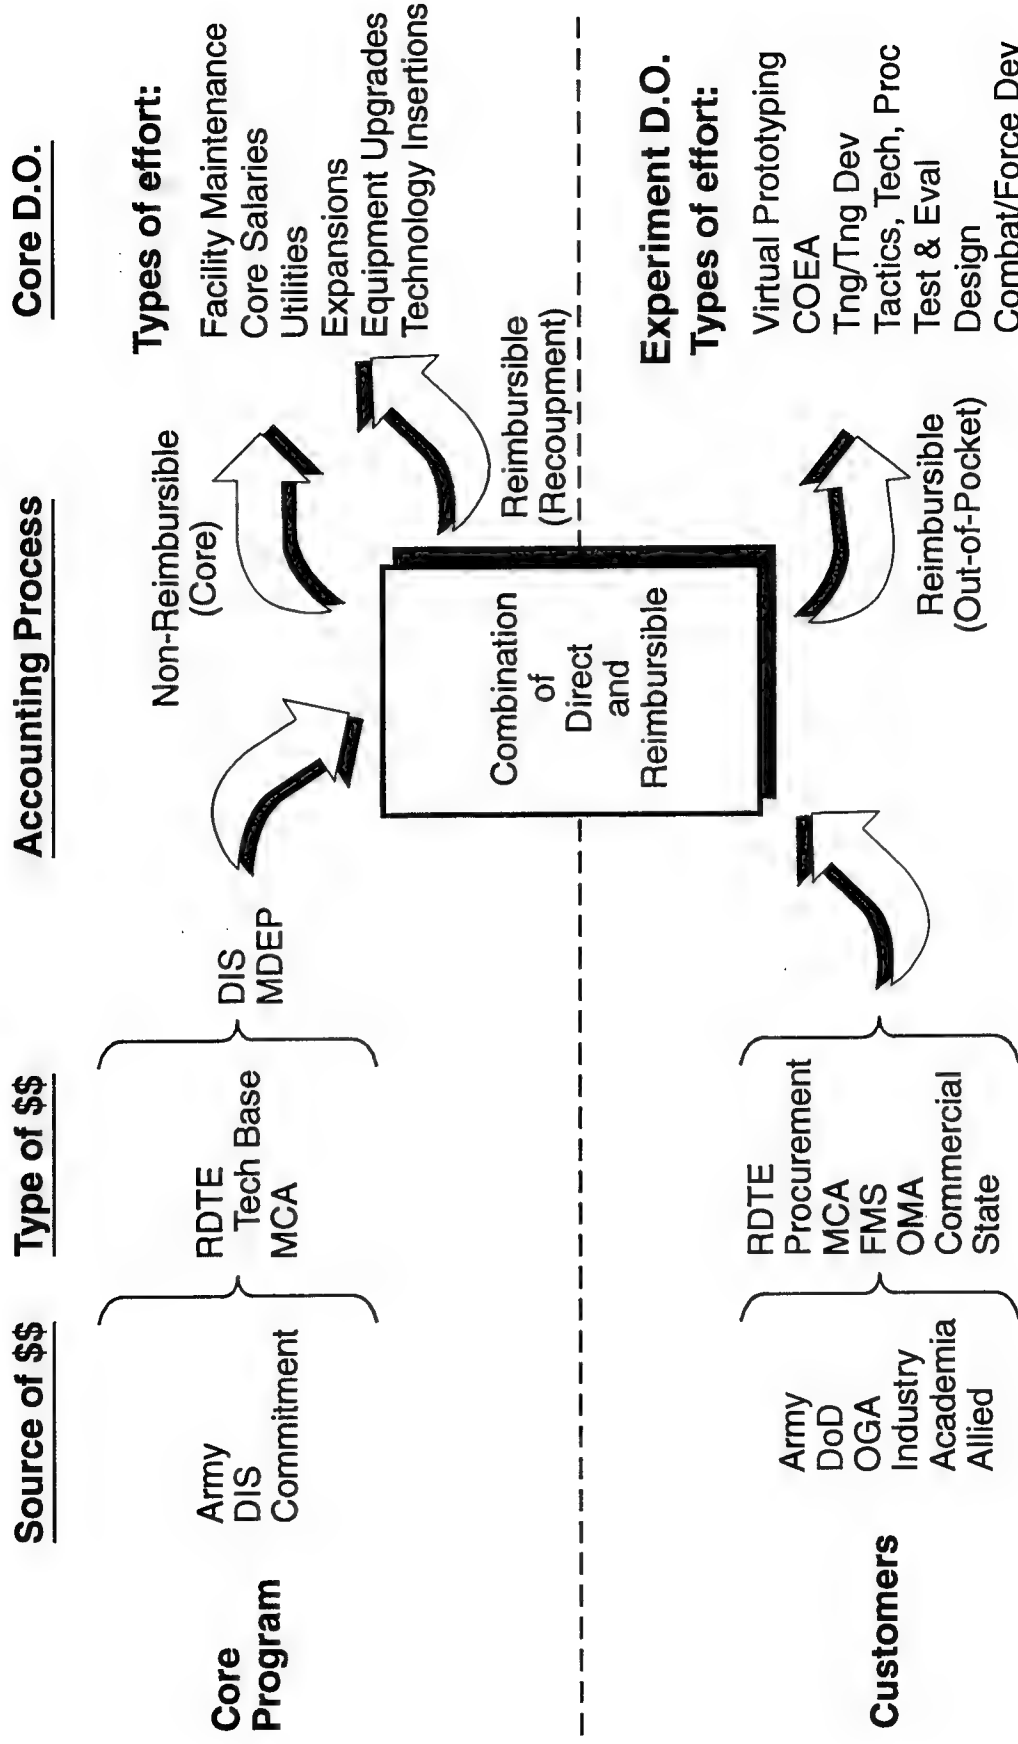 Source of $$
Type of $$
Accounting Process
Core D.O.
Core
Program
Army
DIS
Commitment
RDTE
Tech Base
MCA
DIS
MDEP
Non-Reimbursible
(Core)
Reimbursible
(Recoupment)
Types of effort:
Facility Maintenance
Core Salaries
Utilities
Expansions
Equipment Upgrades
Technology Insertions
Combination
of
Direct
and
Reimbursible
Customers
Army
DoD
OGA
Industry
Academia
Allied
RDTE
Procurement
MCA
FMS
OMA
Commercial
State
Reimbursible
(Out-of-Pocket)
Experiment D.O.
Types of effort:
Virtual Prototyping
COEA
Tng/Tng Dev
Tactics, Tech, Proc
Test & Eval
Design
Combat/Force Dev